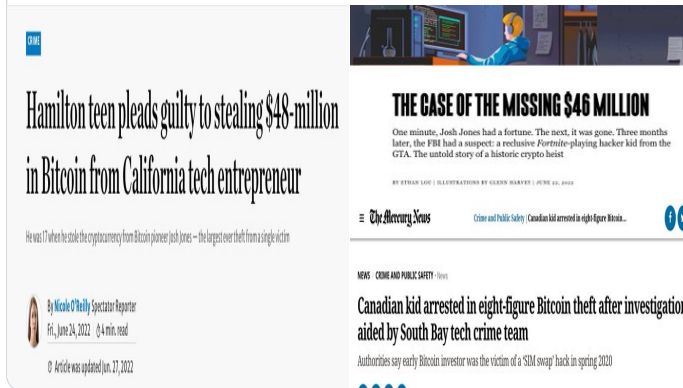 CRIME
Hamilton teen pleads guilty to stealing $48-million
in Bitcoin from California tech entrepreneur
He was 17 when he stole the cryptocurrency from Bitcoin pioneer Josh Jones — the largest ever theft from a single victim
By Nicole O'Reilly Spectator Reporter
Fri., June 24, 2022 4 min. read
Article was updated Jun. 27, 2022
THE CASE OF THE MISSING $46 MILLION
One minute, Josh Jones had a fortune. The next, it was gone. Three months
later, the FBI had a suspect: a reclusive Fortnite-playing hacker kid from the
GTA. The untold story of a historic crypto heist
BY ETHAN LOU | ILLUSTRATIONS BY GLENN HARVEY | JUNE 22, 2022
The Mercury News
Crime and Public Safety | Canadian kid arrested in eight-figure Bitcoin...
NEWS CRIME AND PUBLIC SAFETY • News
Canadian kid arrested in eight-figure Bitcoin theft after investigation
aided by South Bay tech crime team
Authorities say early Bitcoin investor was the victim of a ‘SIM swap’ hack in spring 2020